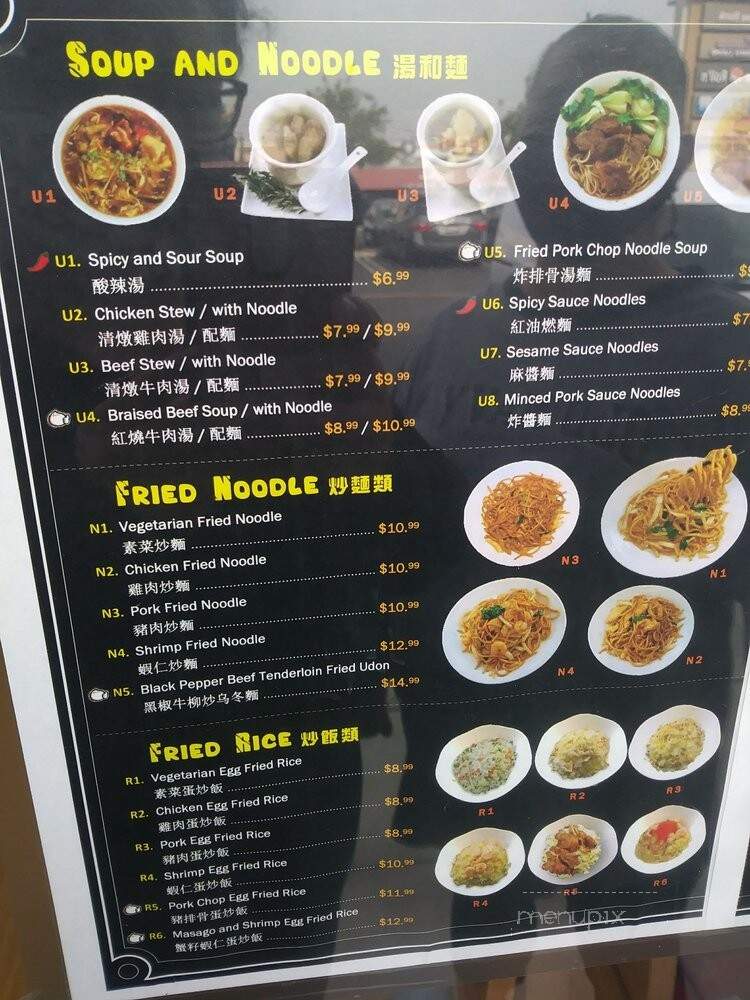 SOUP AND NOODLE 湯和麵
U1
U2
U3
U4
U5
U1. Spicy and Sour Soup
酸辣湯 $6.99
U2. Chicken Stew / with Noodle
清燉雞肉湯 / 配麵 $7.99 / $9.99
U3. Beef Stew / with Noodle
清燉牛肉湯 / 配麵 $7.99 / $9.99
U4. Braised Beef Soup / with Noodle
紅燒牛肉湯 / 配麵 $8.99 / $10.99
U5. Fried Pork Chop Noodle Soup
炸排骨湯麵
U6. Spicy Sauce Noodles
紅油燃麵 $7
U7. Sesame Sauce Noodles
麻醬麵 $7.
U8. Minced Pork Sauce Noodles
炸醬麵 $8.99
FRIED NOODLE 炒麵類
N1. Vegetarian Fried Noodle
素菜炒麵 $10.99
N2. Chicken Fried Noodle
雞肉炒麵 $10.99
N3. Pork Fried Noodle
豬肉炒麵 $10.99
N4. Shrimp Fried Noodle
蝦仁炒麵 $12.99
N5. Black Pepper Beef Tenderloin Fried Udon
黑椒牛柳炒乌冬麵 $14.99
N3
N1
N4
N2
FRIED RICE 炒飯類
R1. Vegetarian Egg Fried Rice
素菜蛋炒飯 $8.99
R2. Chicken Egg Fried Rice
雞肉蛋炒飯 $8.99
R3. Pork Egg Fried Rice
豬肉蛋炒飯 $8.99
R4. Shrimp Egg Fried Rice
蝦仁蛋炒飯 $10.99
R5. Pork Chop Egg Fried Rice
豬排骨蛋炒飯 $11.99
R6. Masago and Shrimp Egg Fried Rice
蟹籽蝦仁蛋炒飯 $12.99
R1
R2
R3
R4
R5
R6
menupix